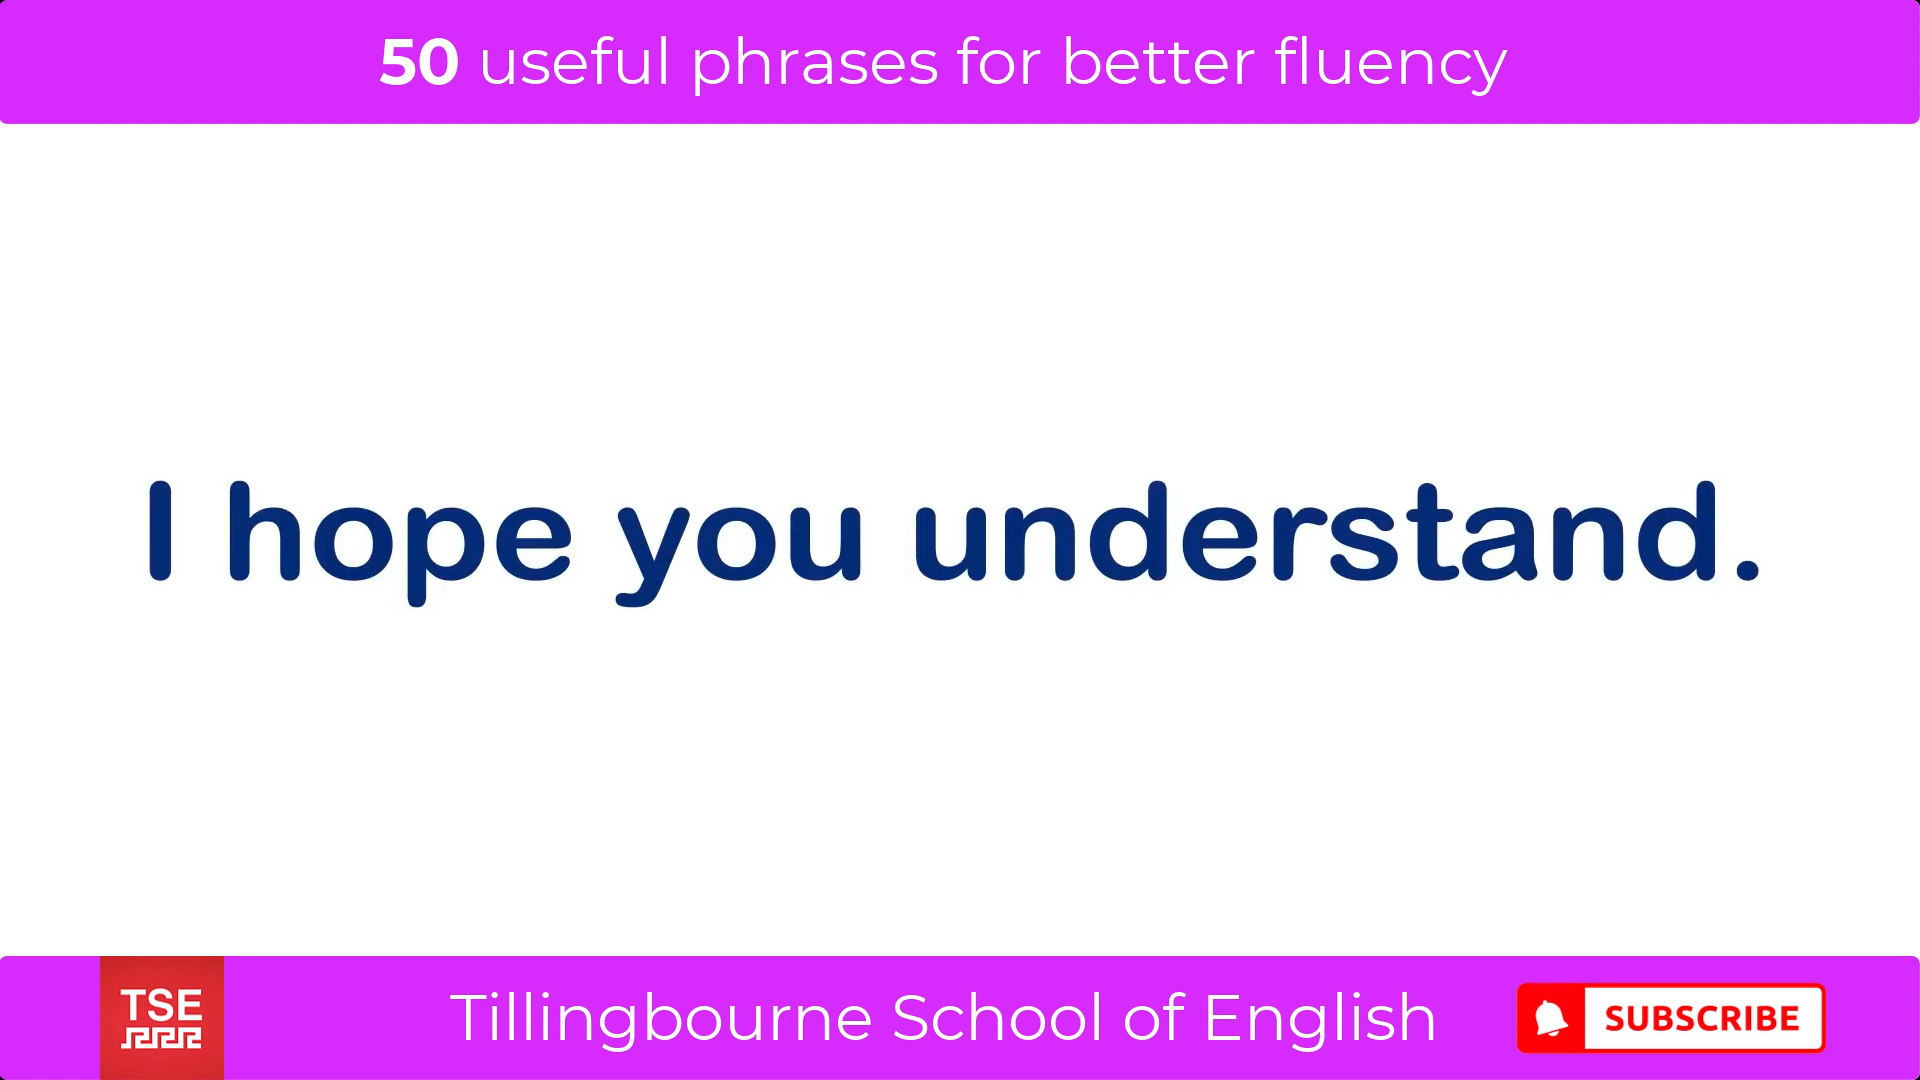 50 useful phrases for better fluency
I hope you understand.
TSE
Tillingbourne School of English
SUBSCRIBE